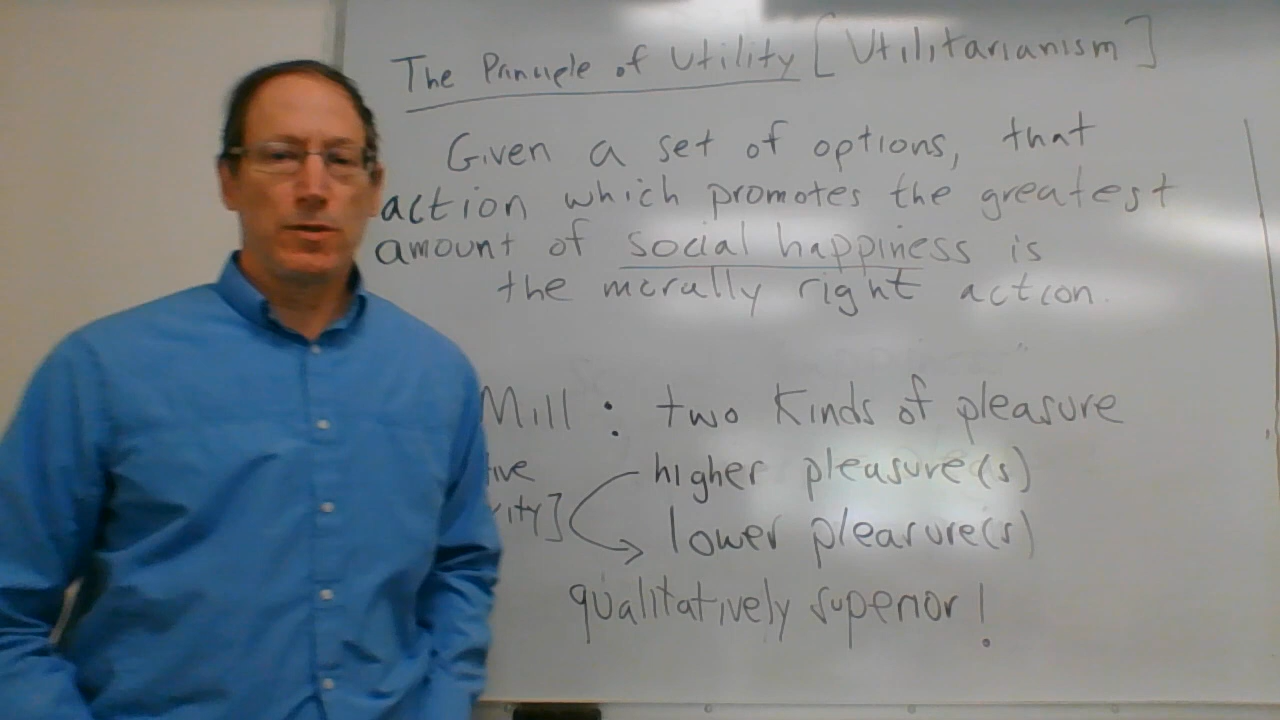 The Principle of Utility [Utilitarianism]
Given a set of options, that
action which promotes the greatest
amount of social happiness is
the morally right action.
Mill : two kinds of pleasure
higher pleasure(s)
lower pleasure(s)
qualitatively superior!